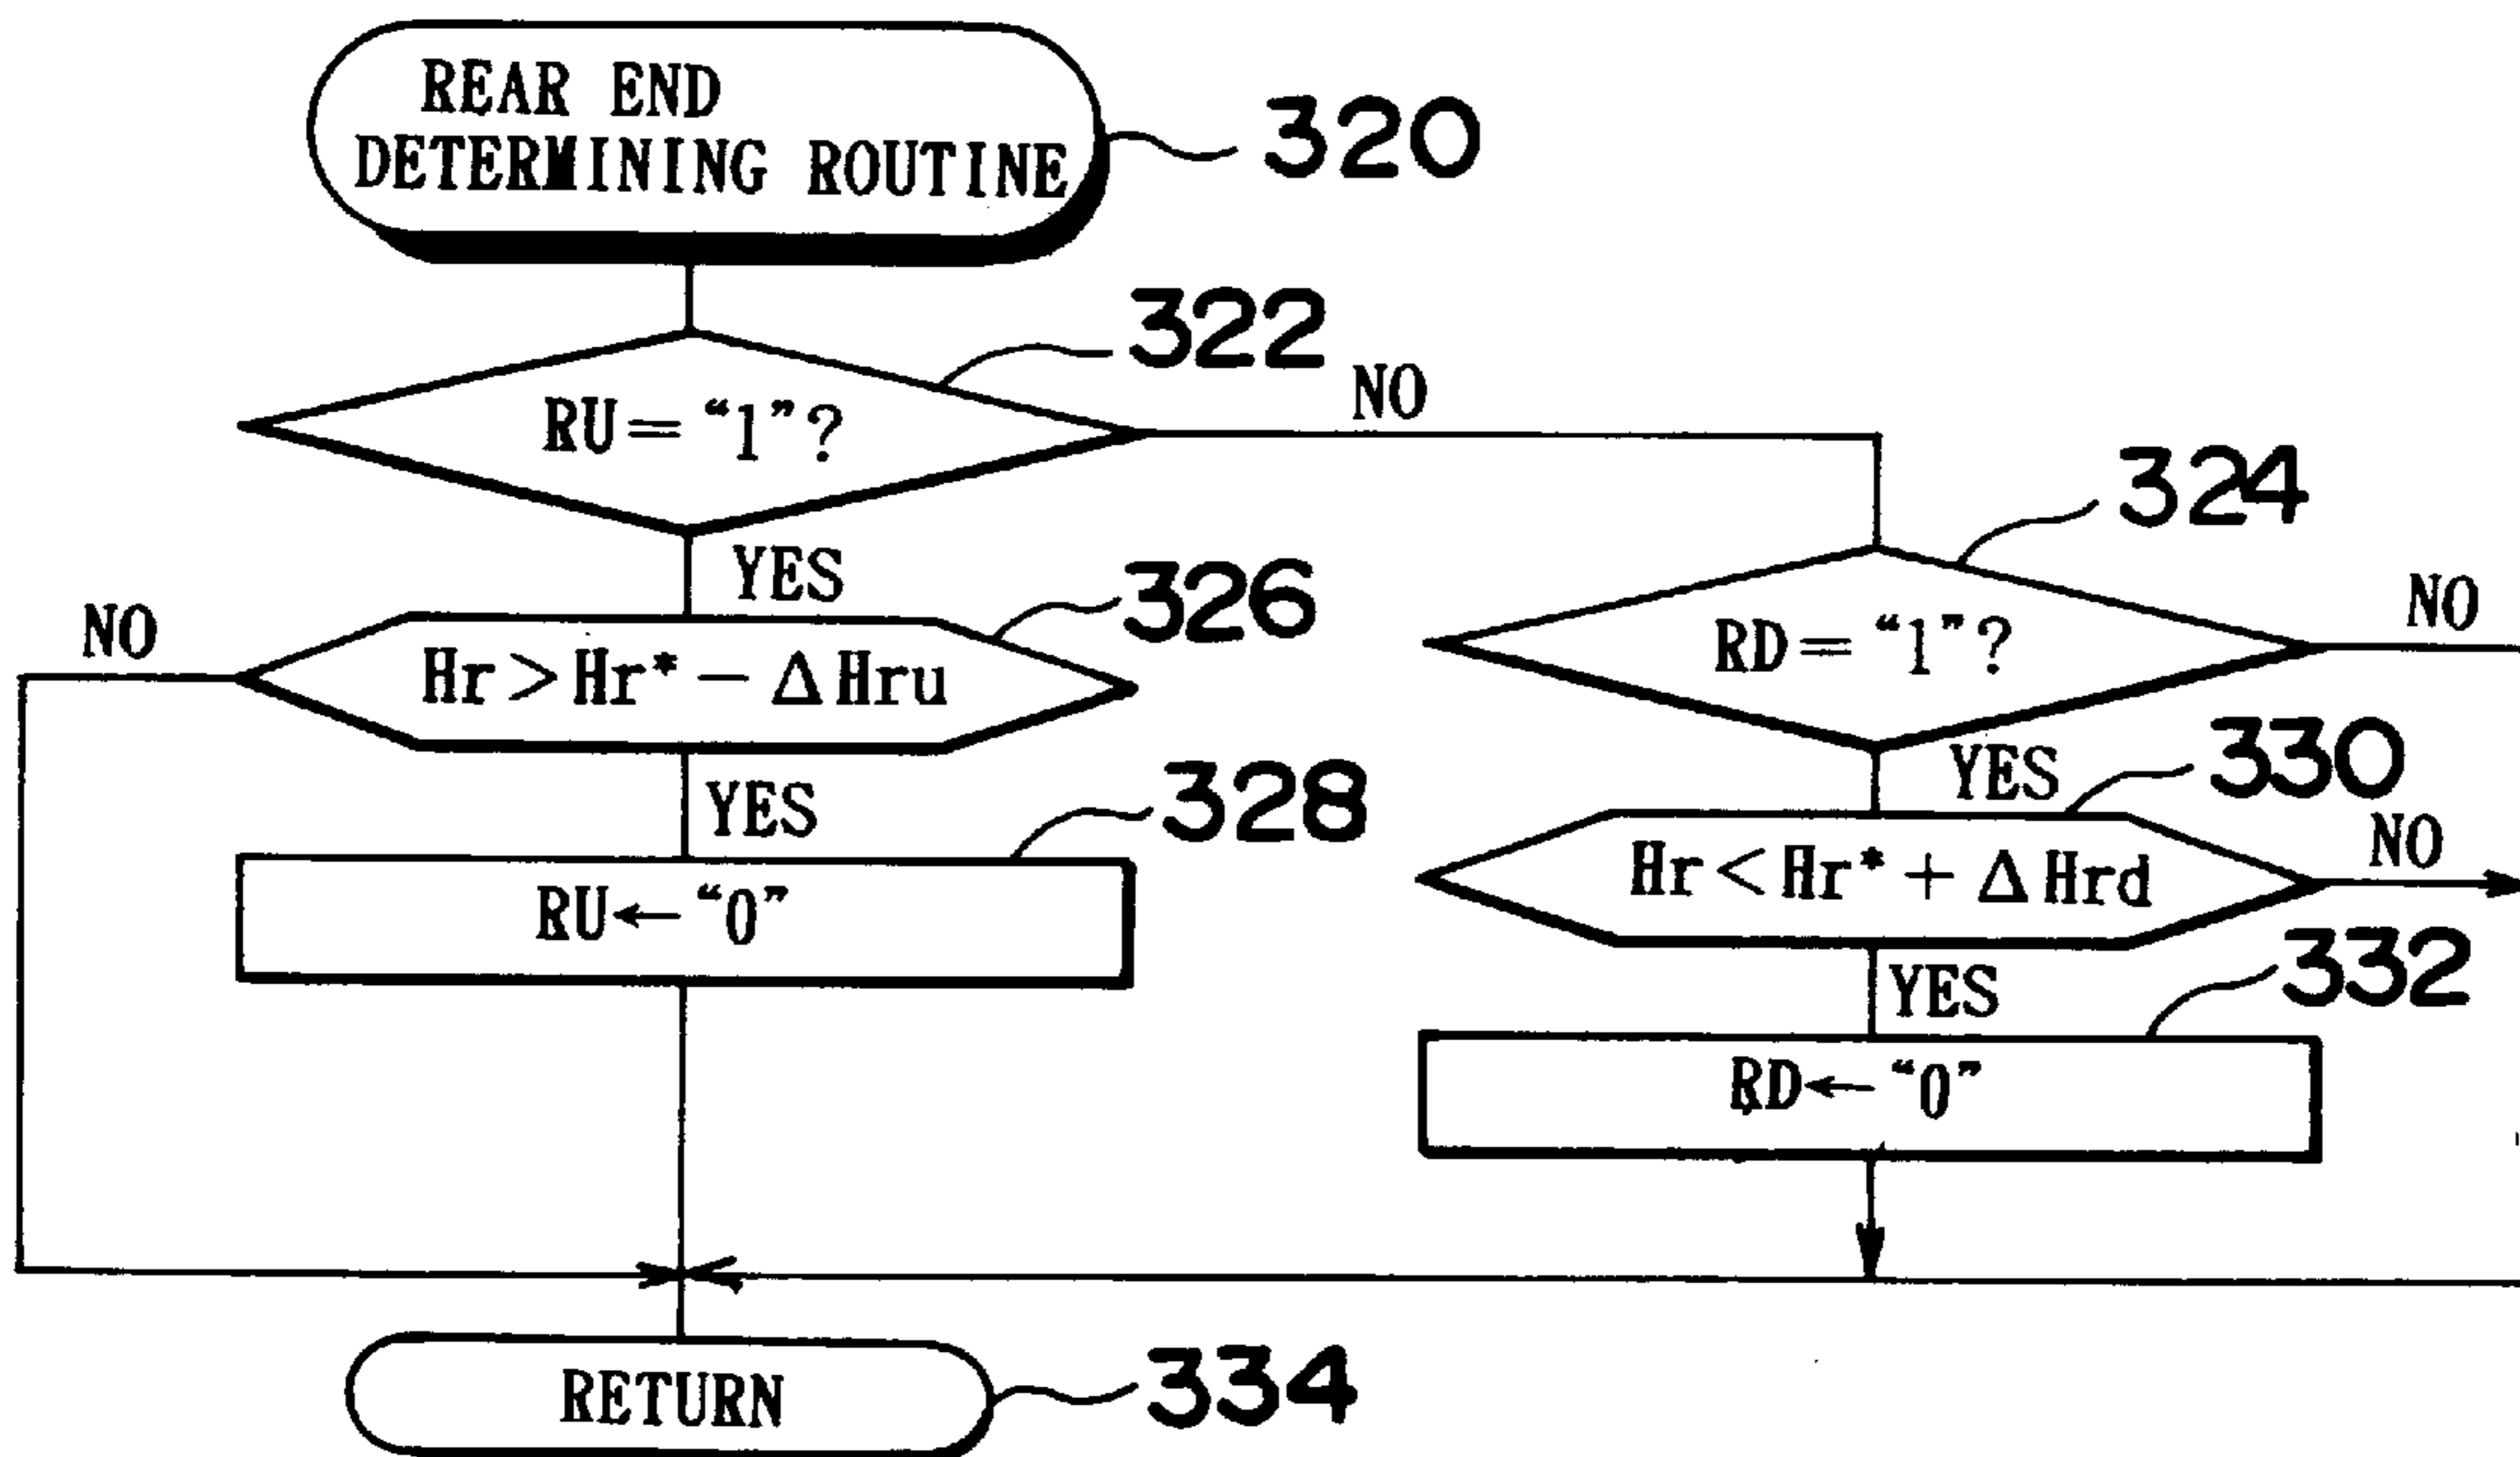 REAR END
DETERMINING ROUTINE
320
322
RU = “1”?
NO
YES
324
326
NO
Hr > Hr* − ΔHru
RD = “1”?
NO
YES
328
YES
330
RU ← “0”
Hr < Hr* + ΔHrd
NO
YES
332
RD ← “0”
RETURN
334